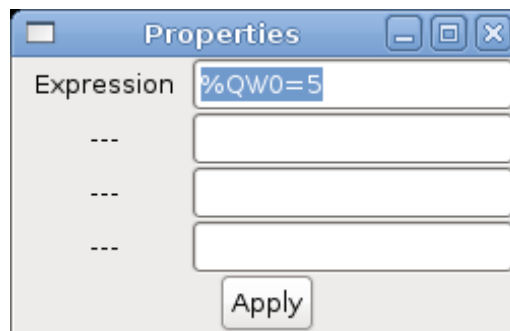 Properties
Expression %QW0=5
---
---
---
Apply